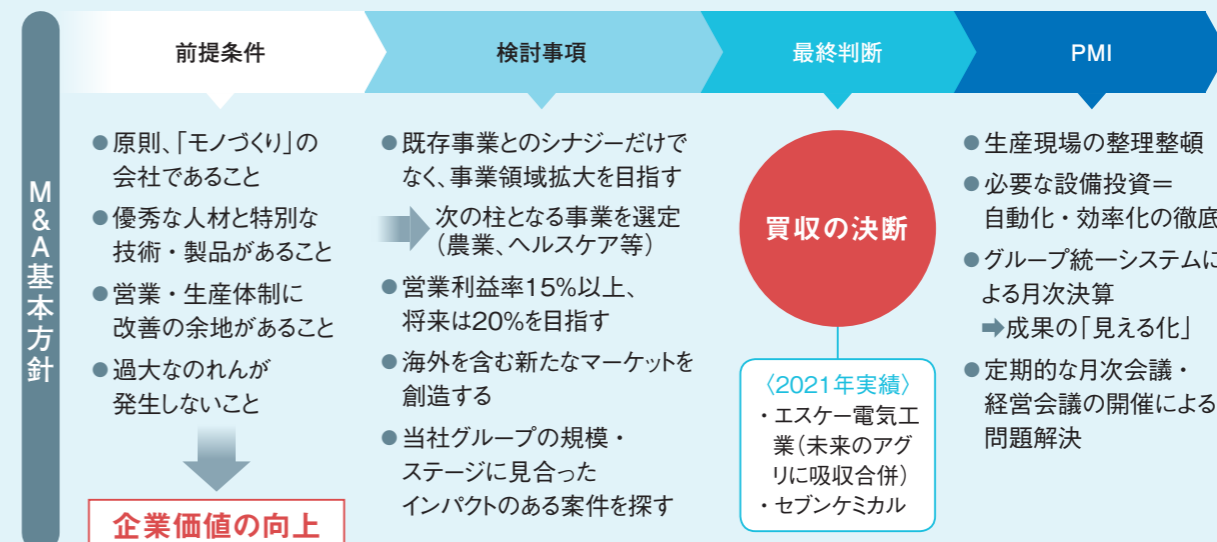 M&A基本方針
前提条件
●原則、「モノづくり」の
会社であること
●優秀な人材と特別な
技術・製品があること
●営業・生産体制に
改善の余地があること
●過大なのれんが
発生しないこと
企業価値の向上
検討事項
●既存事業とのシナジーだけで
なく、事業領域拡大を目指す
次の柱となる事業を選定
（農業、ヘルスケア等）
●営業利益率15%以上、
将来は20%を目指す
●海外を含む新たなマーケットを
創造する
●当社グループの規模・
ステージに見合った
インパクトのある案件を探す
最終判断
買収の決断
〈2021年実績〉
・エスケー電気工
業（未来のアグ
リに吸収合併）
・セブンケミカル
PMI
●生産現場の整理整頓
●必要な設備投資＝
自動化・効率化の徹底
●グループ統一システムに
よる月次決算
➡成果の「見える化」
●定期的な月次会議・
経営会議の開催による
問題解決